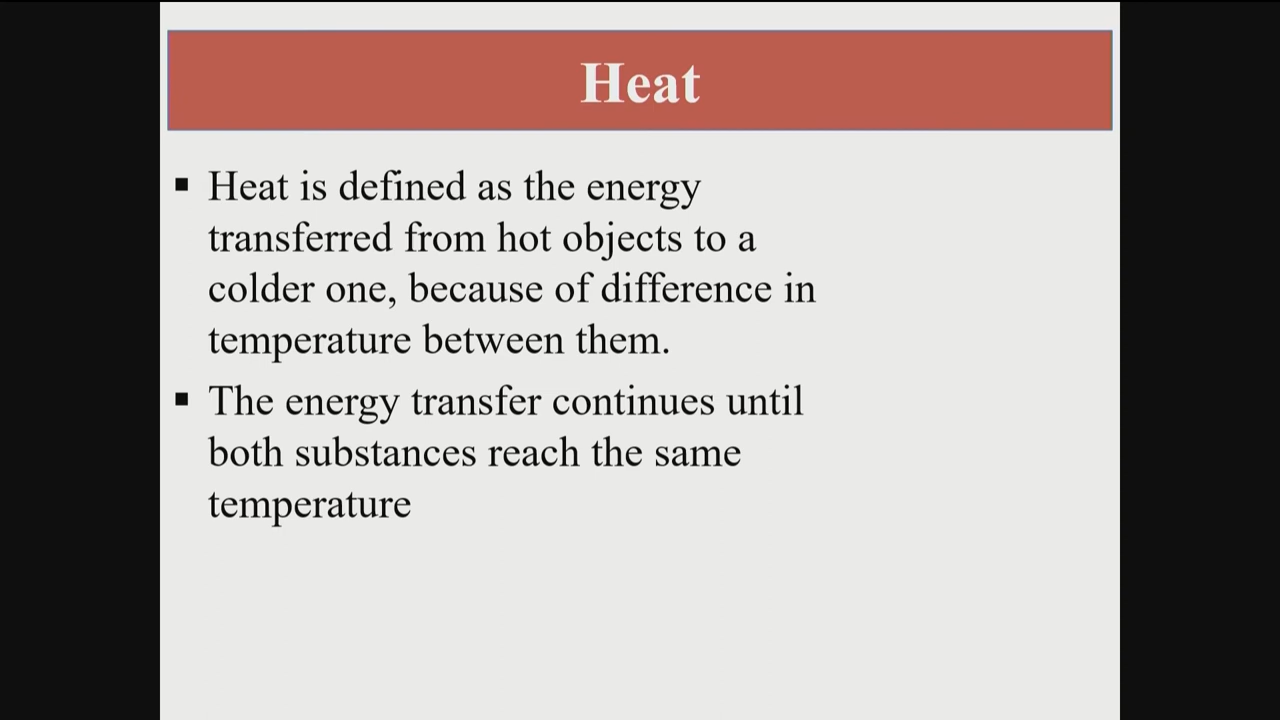 Heat
▪ Heat is defined as the energy
transferred from hot objects to a
colder one, because of difference in
temperature between them.
▪ The energy transfer continues until
both substances reach the same
temperature